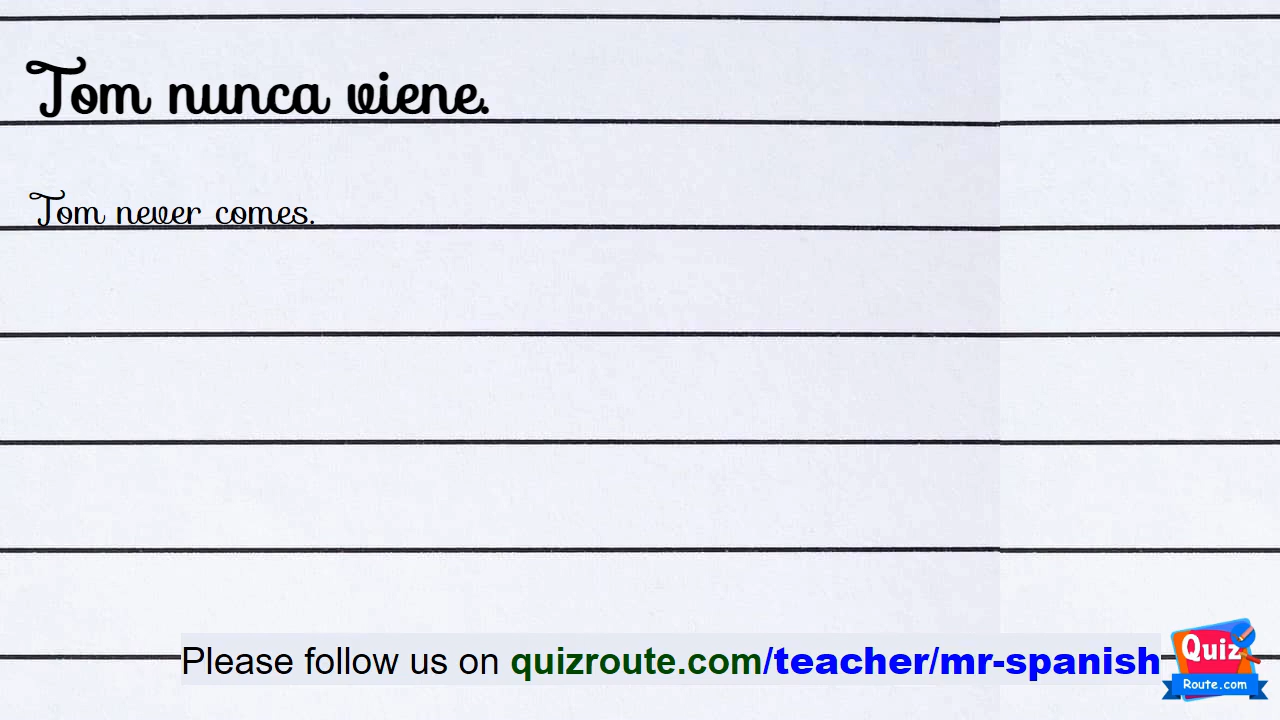 Tom nunca viene.
Tom never comes.
Please follow us on quizroute.com/teacher/mr-spanish
Quiz
Route.com